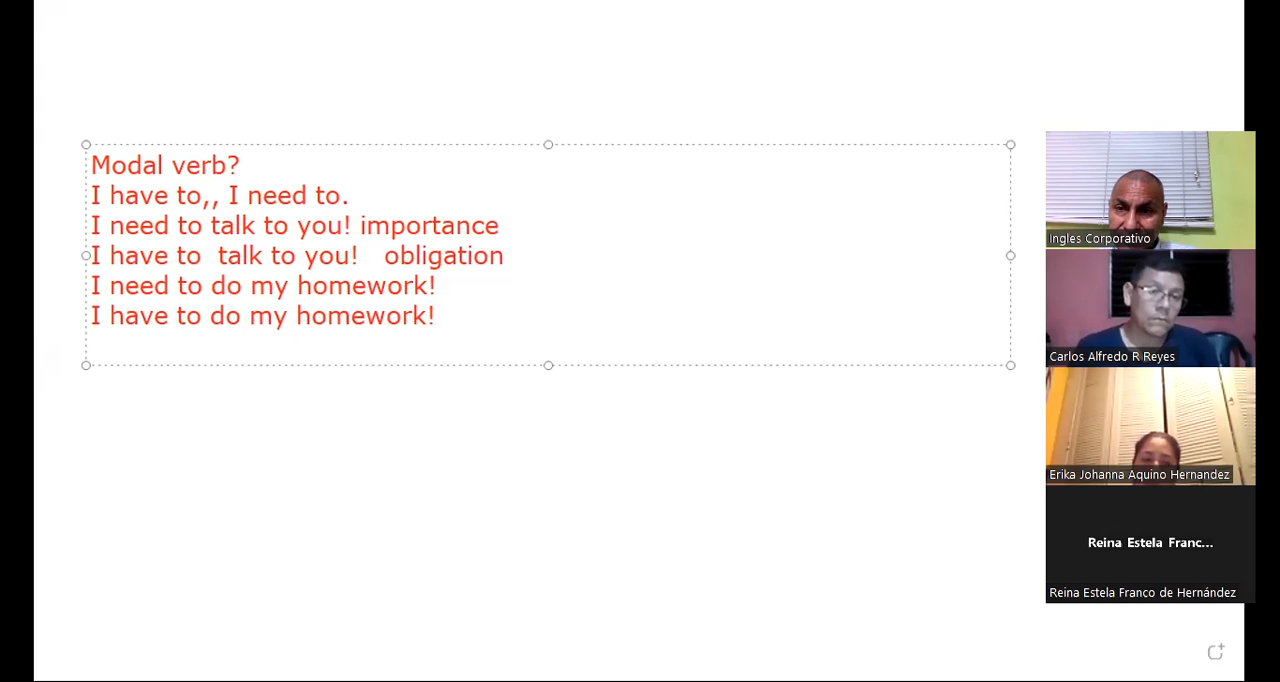 Modal verb?
I have to,, I need to.
I need to talk to you! importance
I have to  talk to you!   obligation
I need to do my homework!
I have to do my homework!
Ingles Corporativo
Carlos Alfredo R Reyes
Erika Johanna Aquino Hernandez
Reina Estela Franc...
Reina Estela Franco de Hernández